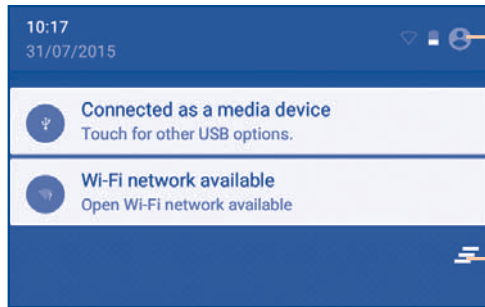 10:17
31/07/2015
Connected as a media device
Touch for other USB options.
Wi-Fi network available
Open Wi-Fi network available